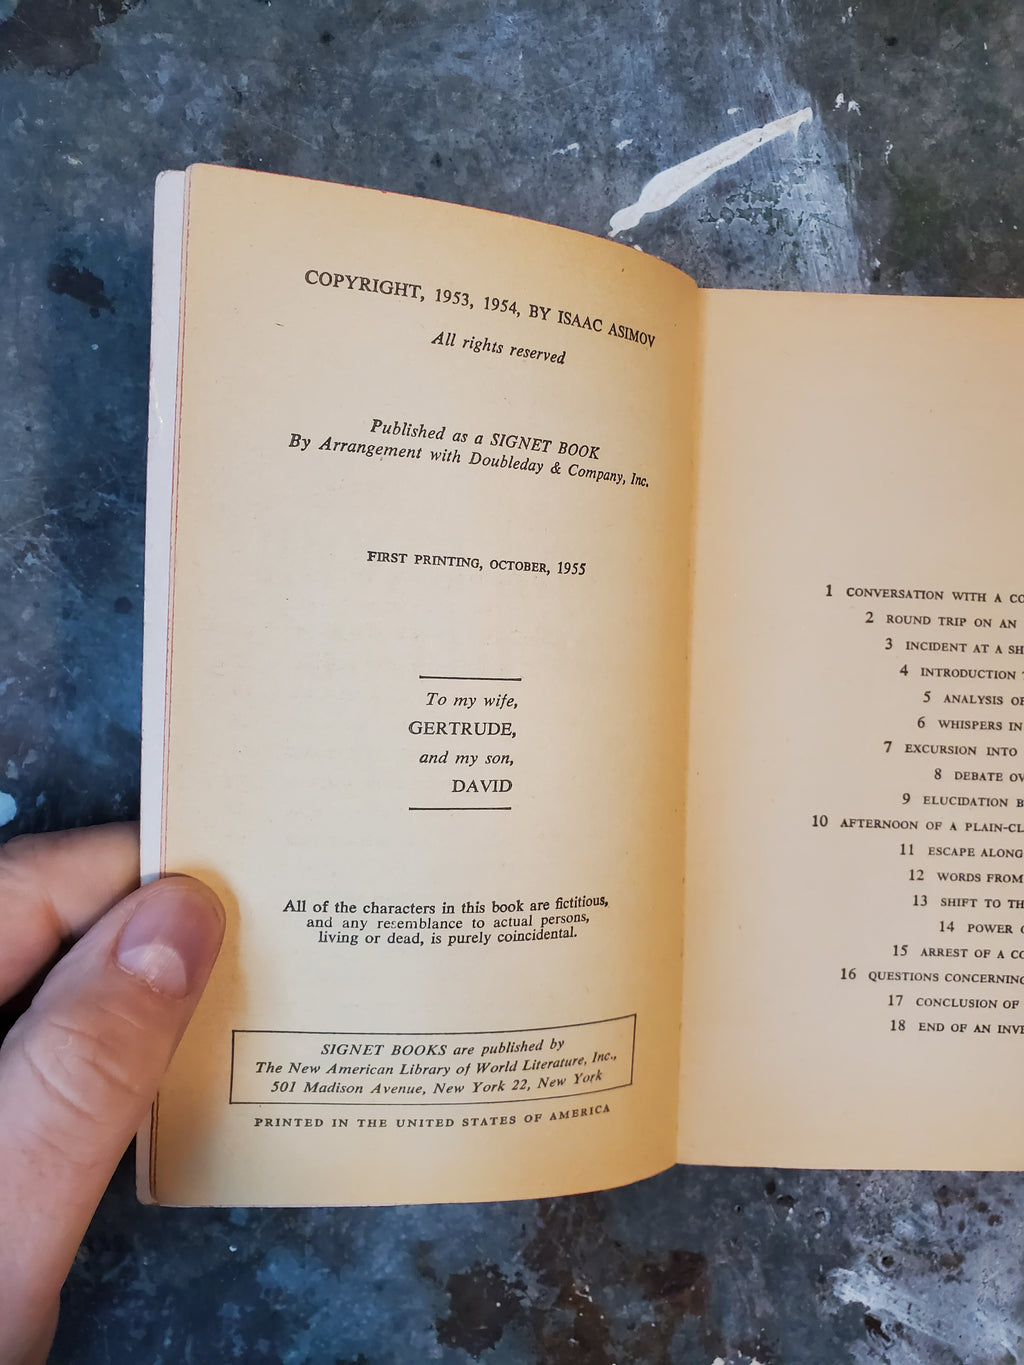 COPYRIGHT, 1953, 1954, BY ISAAC ASIMOV
All rights reserved
Published as a SIGNET BOOK
By Arrangement with Doubleday & Company, Inc.
FIRST PRINTING, OCTOBER, 1955
To my wife,
GERTRUDE,
and my son,
DAVID
All of the characters in this book are fictitious,
and any resemblance to actual persons,
living or dead, is purely coincidental.
SIGNET BOOKS are published by
The New American Library of World Literature, Inc.,
501 Madison Avenue, New York 22, New York
PRINTED IN THE UNITED STATES OF AMERICA
1 CONVERSATION WITH A
2 ROUND TRIP ON AN
3 INCIDENT AT A
4 INTRODUCTION
5 ANALYSIS
6 WHISPERS IN
7 EXCURSION INTO
8 DEBATE
9 ELUCIDATION
10 AFTERNOON OF A
11 ESCAPE ALONG
12 WORDS FROM
13 SHIFT TO
14 POWER
15 ARREST OF A
16 QUESTIONS
17 CONCLUSION OF
18 END OF AN